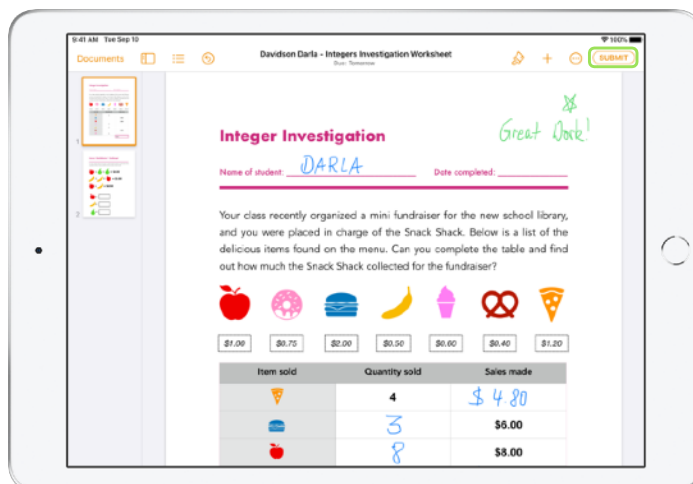 9:41 AM Tue Sep 10
100%
Documents
Davidson Darla - Integers Investigation Worksheet
Due: Tomorrow
SUBMIT
Great Work!
Integer Investigation
Name of student: DARLA
Date completed:
Your class recently organized a mini fundraiser for the new school library,
and you were placed in charge of the Snack Shack. Below is a list of the
delicious items found on the menu. Can you complete the table and find
out how much the Snack Shack collected for the fundraiser?
$1.00 $0.75 $2.00 $0.50 $0.60 $0.40 $1.20
Item sold Quantity sold Sales made
4 $4.80
3 $6.00
8 $8.00
1
2